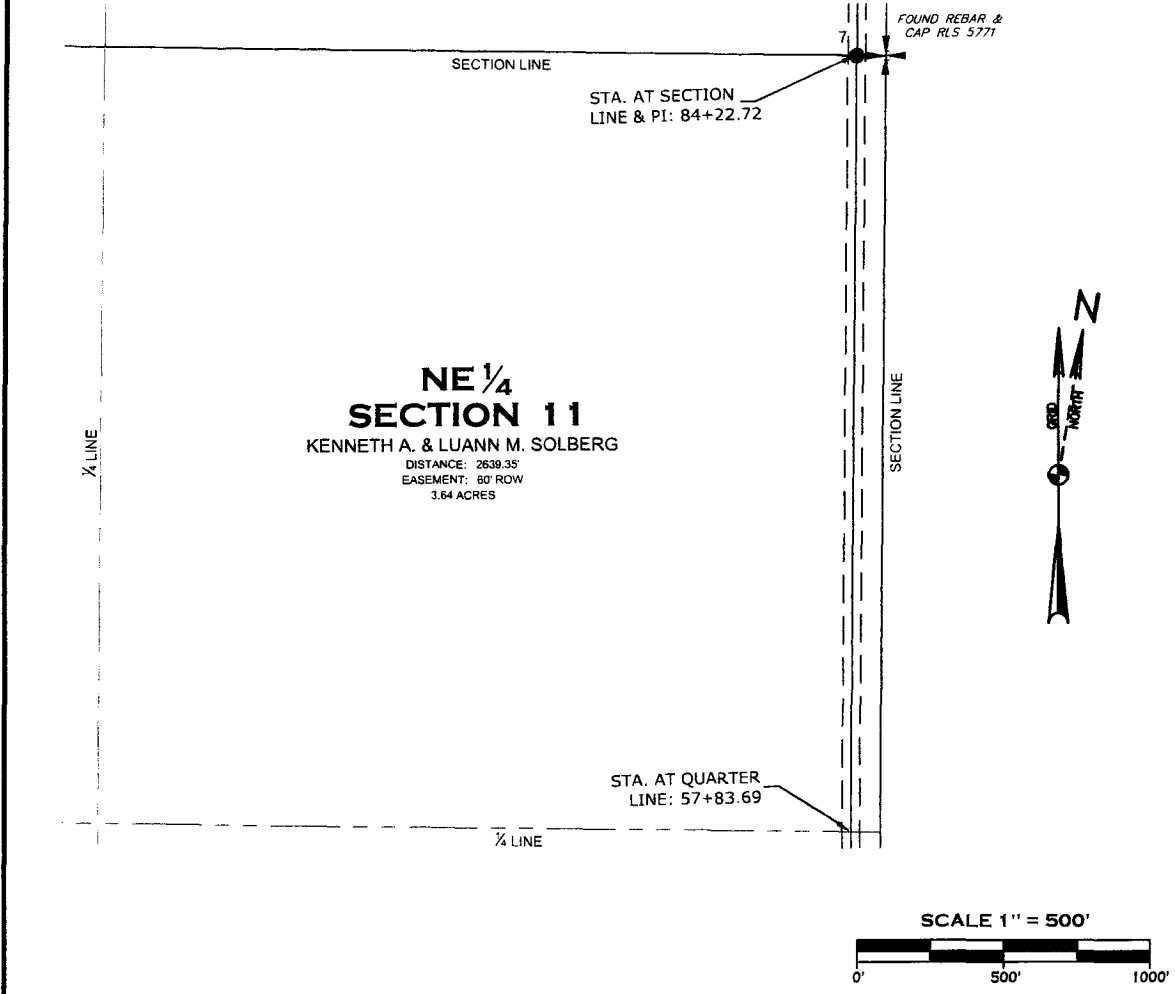 FOUND REBAR &
CAP RLS 5771
7
SECTION LINE
STA. AT SECTION
LINE & PI: 84+22.72
N
GRID
NORTH
NE 1/4
SECTION 11
KENNETH A. & LUANN M. SOLBERG
DISTANCE: 2639.35'
EASEMENT: 60' ROW
3.64 ACRES
1/4 LINE
SECTION LINE
STA. AT QUARTER
LINE: 57+83.69
1/4 LINE
SCALE 1" = 500'
0'
500'
1000'